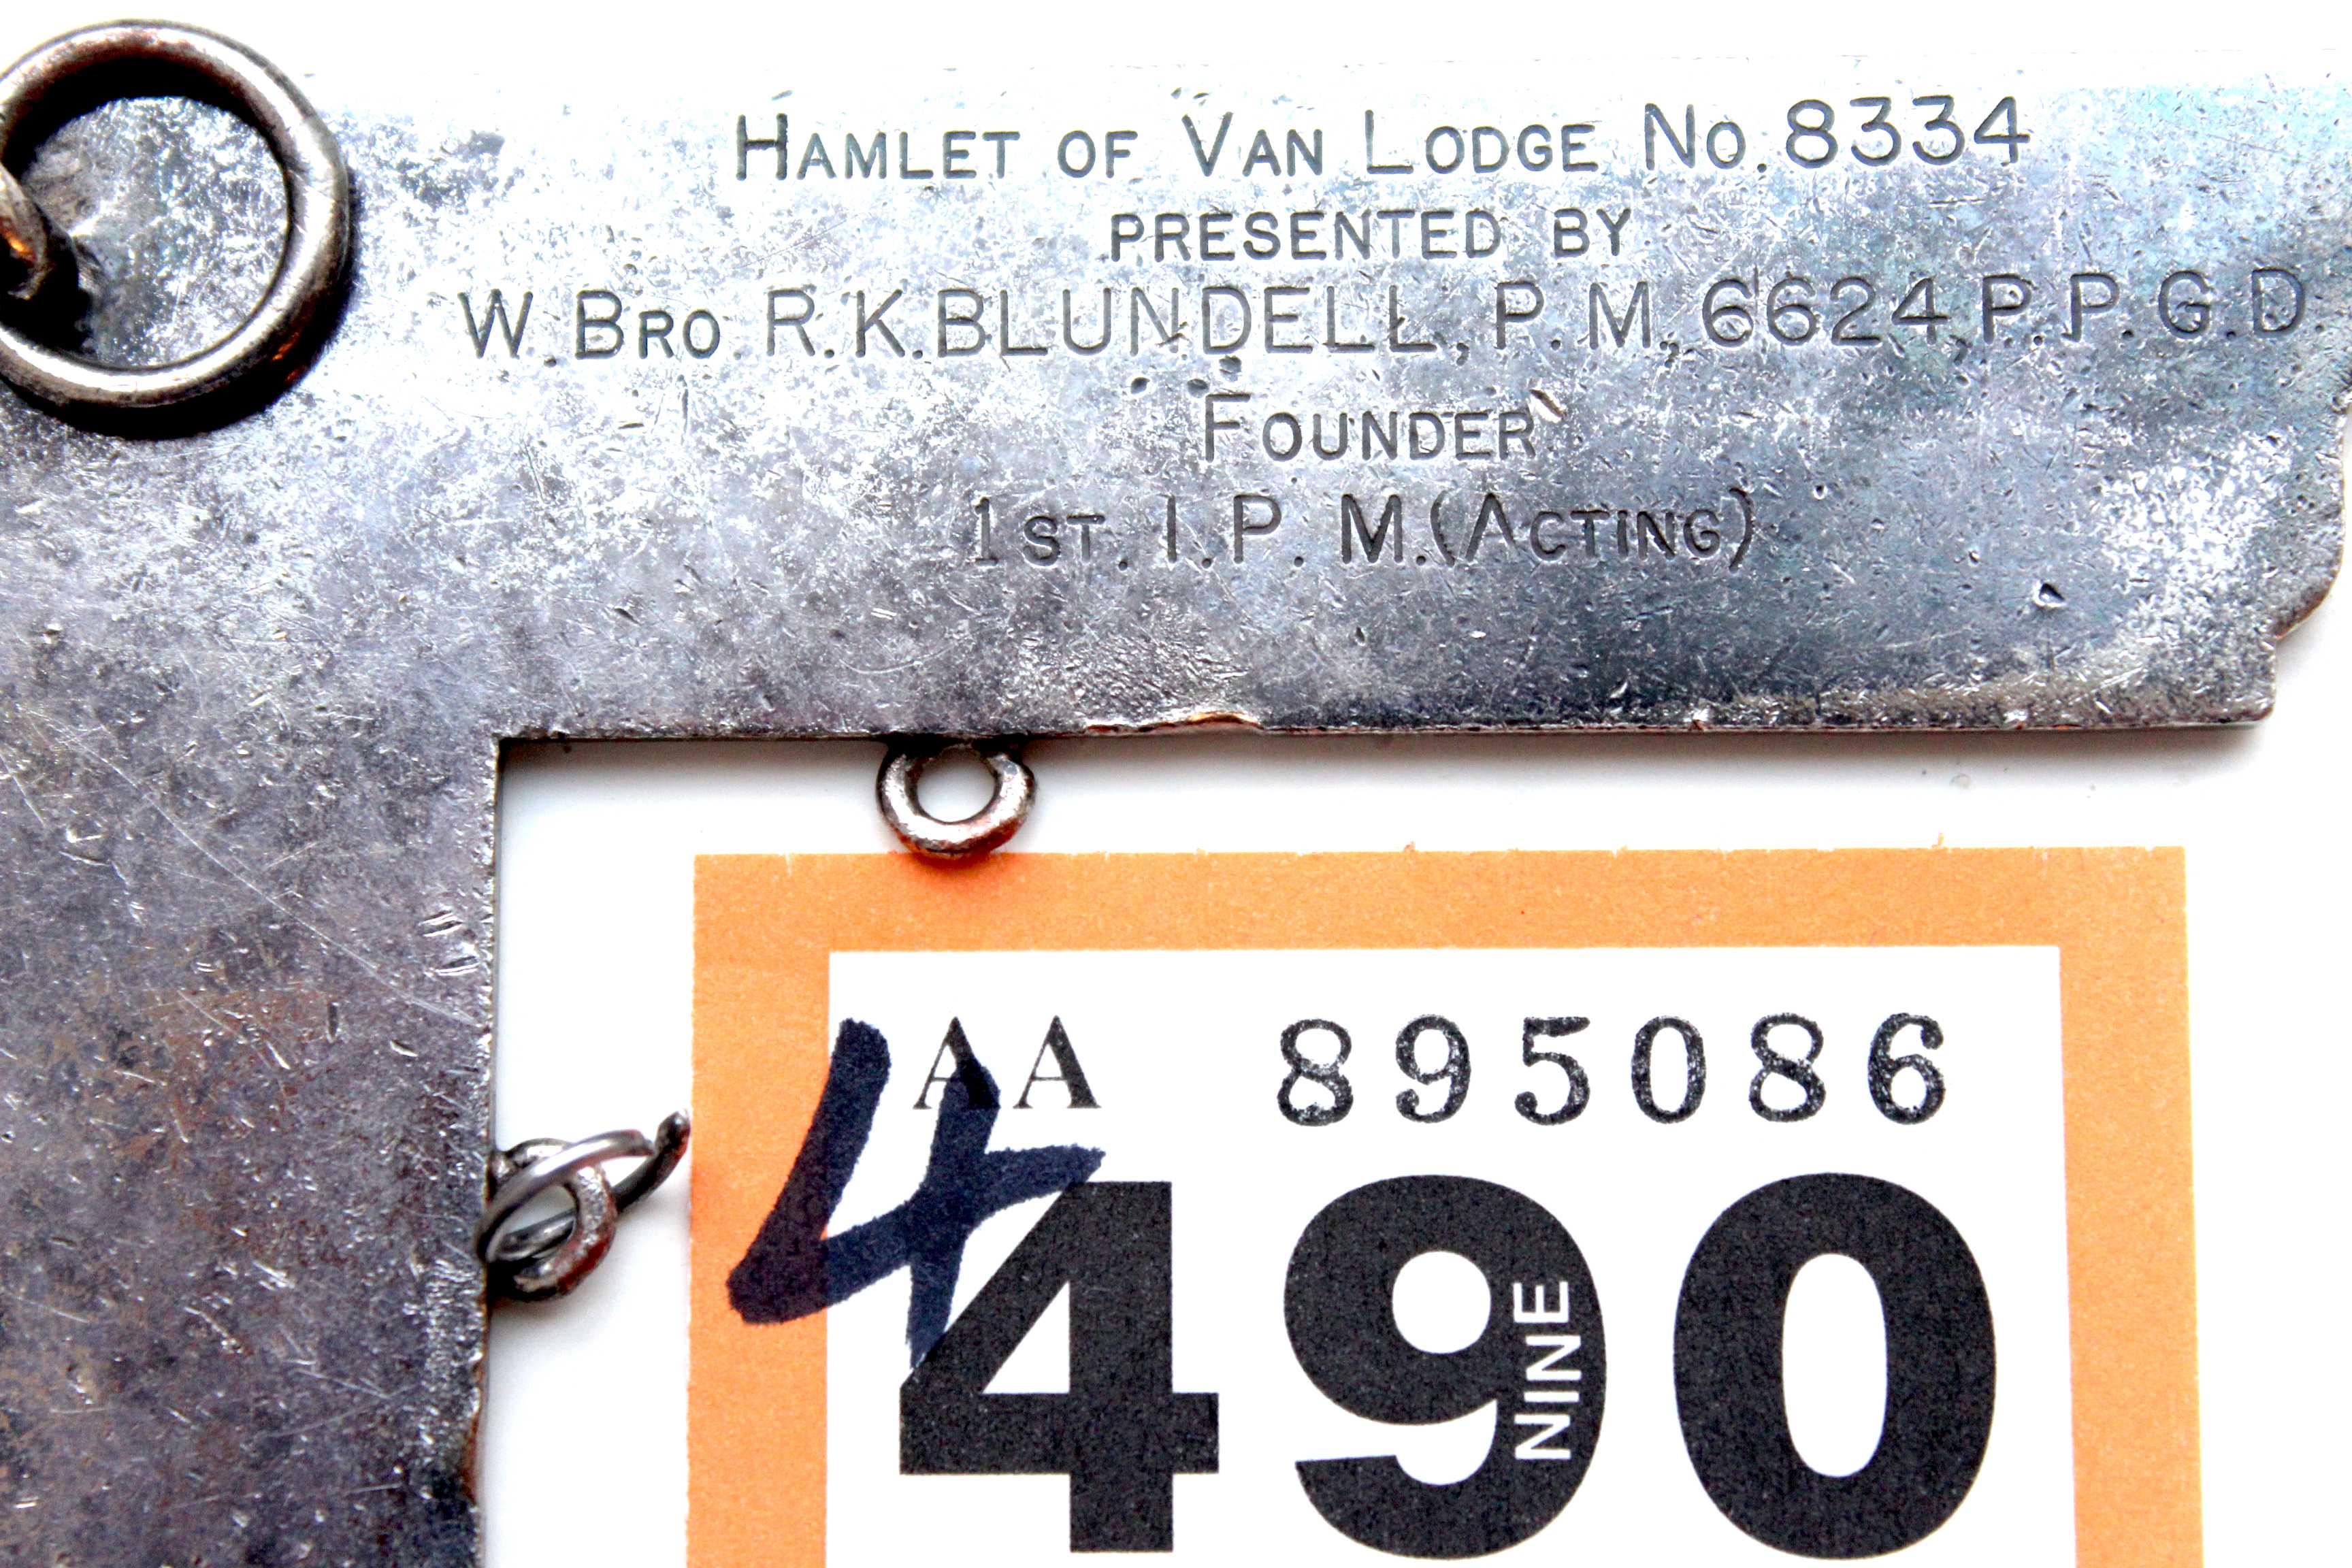 HAMLET OF VAN LODGE No. 8334
PRESENTED BY
W. BRO. R.K. BLUNDELL, P.M., 6624, P.P.G.D
FOUNDER
1ST. I.P.M. (ACTING)
AA 895086
4
490
NINE